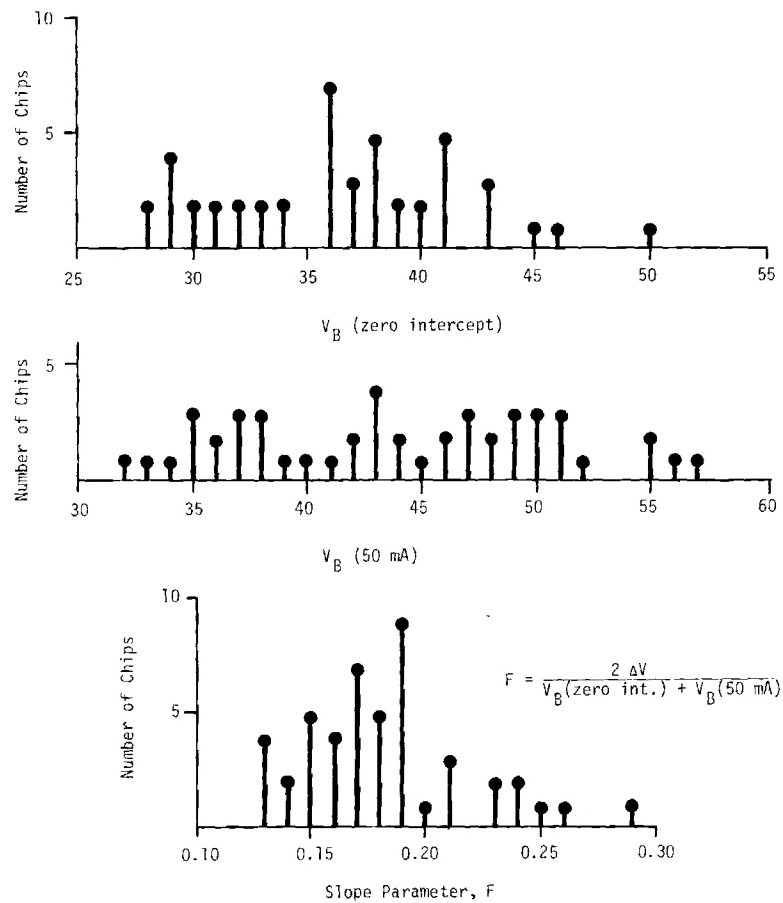 10
5
Number of Chips
25 30 35 40 45 50 55
V_B (zero intercept)
5
Number of Chips
30 35 40 45 50 55 60
V_B (50 mA)
10
5
Number of Chips
F = 2 ΔV / V_B(zero int.) + V_B(50 mA)
0.10 0.15 0.20 0.25 0.30
Slope Parameter, F